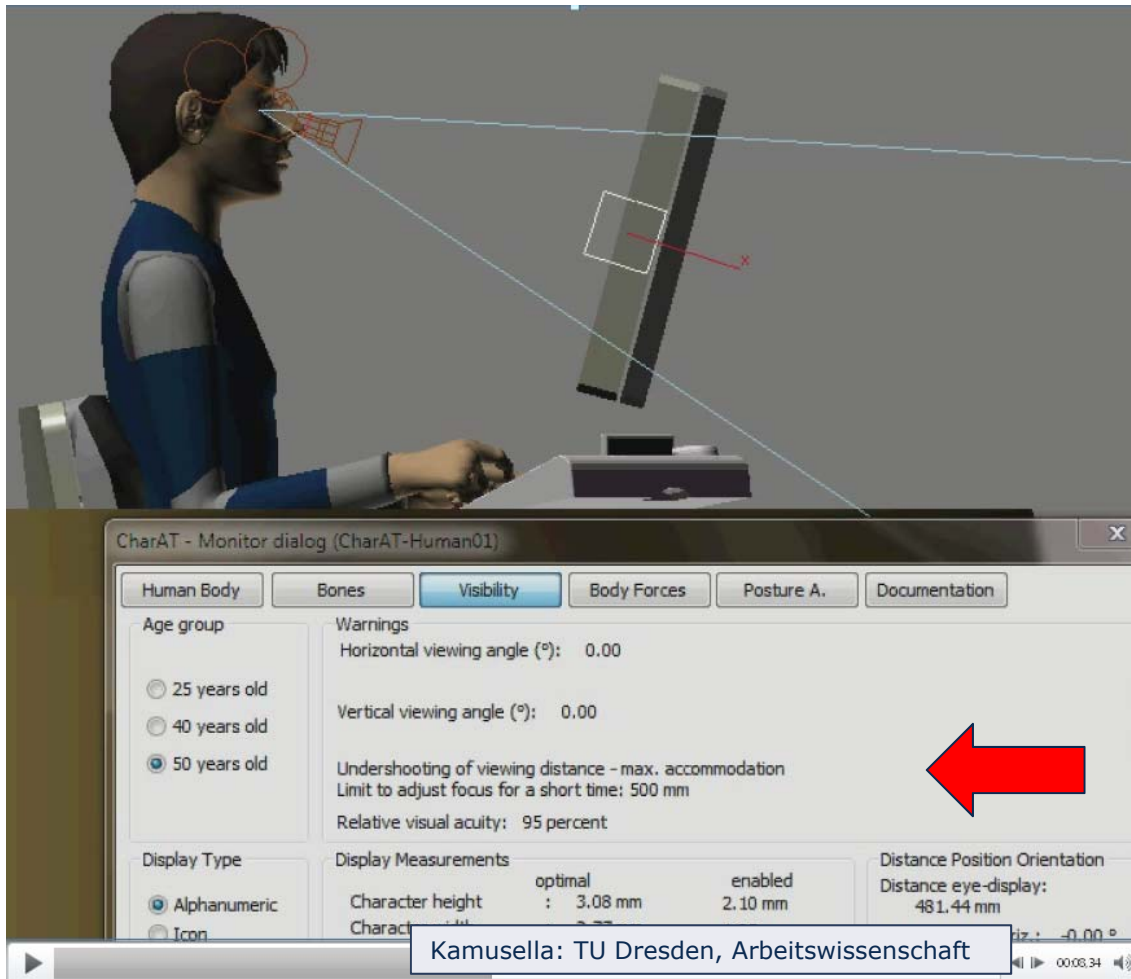 x
CharAT - Monitor dialog (CharAT-Human01)
X
Human Body Bones Visibility Body Forces Posture A. Documentation
Age group
25 years old
40 years old
50 years old
Warnings
Horizontal viewing angle (°): 0.00
Vertical viewing angle (°): 0.00
Undershooting of viewing distance - max. accommodation
Limit to adjust focus for a short time: 500 mm
Relative visual acuity: 95 percent
Display Type
Alphanumeric
Icon
Display Measurements
optimal enabled
Character height : 3.08 mm 2.10 mm
Distance Position Orientation
Distance eye-display:
481.44 mm
-0.00 °
Kamusella: TU Dresden, Arbeitswissenschaft
00:08,34